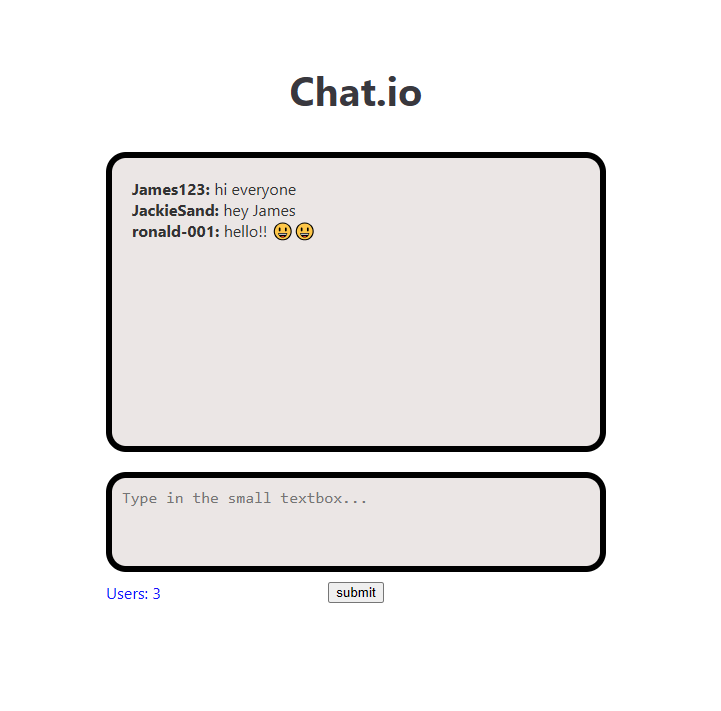 Chat.io
James123: hi everyone
JackieSand: hey James
ronald-001: hello!! 😃😃
Type in the small textbox...
Users: 3
submit